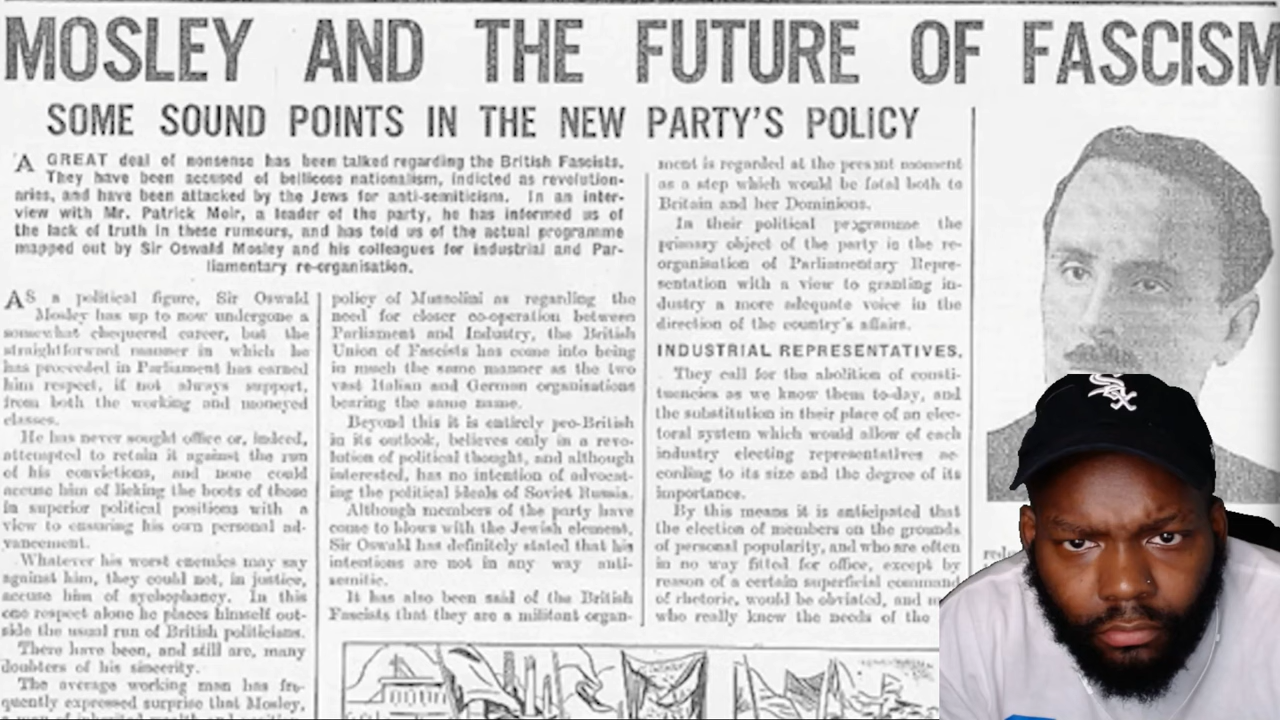 MOSLEY AND THE FUTURE OF FASCISM
SOME SOUND POINTS IN THE NEW PARTY'S POLICY
A GREAT deal of nonsense has been talked regarding the British Fascists.
They have been accused of bellicose nationalism, indicted as revolution-
aries, and have been attacked by the Jews for anti-semiticism. In an inter-
view with Mr. Patrick Moir, a leader of the party, he has informed us of
the lack of truth in these rumours, and has told us of the actual programme
mapped out by Sir Oswald Mosley and his colleagues for industrial and Par-
liamentary re-organisation.
AS a political figure, Sir Oswald
Mosley has up to now undergone a
somewhat chequered career, but the
straightforward manner in which he
has proceeded in Parliament has earned
him respect, if not always support,
from both the working and moneyed
classes.
He has never sought office or, indeed,
attempted to retain it against the run
of his convictions, and none could
accuse him of licking the boots of those
in superior political positions with a
view to ensuring his own personal ad-
vancement.
Whatever his worst enemies may say
against him, they could not, in justice,
accuse him of sycophancy. In this
one respect alone he places himself out-
side the usual run of British politicians.
There have been, and still are, many
doubters of his sincerity.
The average working man has fre-
quently expressed surprise that Mosley,
a man of inherited wealth and position,
policy of Mussolini as regarding the
need for closer co-operation between
Parliament and Industry, the British
Union of Fascists has come into being
in much the same manner as the two
vast Italian and German organisations
bearing the same name.
Beyond this it is entirely pro-British
in its outlook, believes only in a revo-
lution of political thought, and although
interested, has no intention of advocat-
ing the political ideals of Soviet Russia.
Although members of the party have
come to blows with the Jewish element,
Sir Oswald has definitely stated that his
intentions are not in any way anti-
semitic.
It has also been said of the British
Fascists that they are a militant organ-
ment is regarded at the present moment
as a step which would be fatal both to
Britain and her Dominions.
In their political programme the
primary object of the party is the re-
organisation of Parliamentary Repre-
sentation with a view to granting in-
dustry a more adequate voice in the
direction of the country's affairs.
INDUSTRIAL REPRESENTATIVES.
They call for the abolition of consti-
tuencies as we know them to-day, and
the substitution in their place of an elec-
toral system which would allow of each
industry electing representatives ac-
cording to its size and the degree of its
importance.
By this means it is anticipated that
the election of members on the grounds
of personal popularity, and who are often
in no way fitted for office, except by
reason of a certain superficial command
of rhetoric, would be obviated, and
who really know the needs of the
Sox